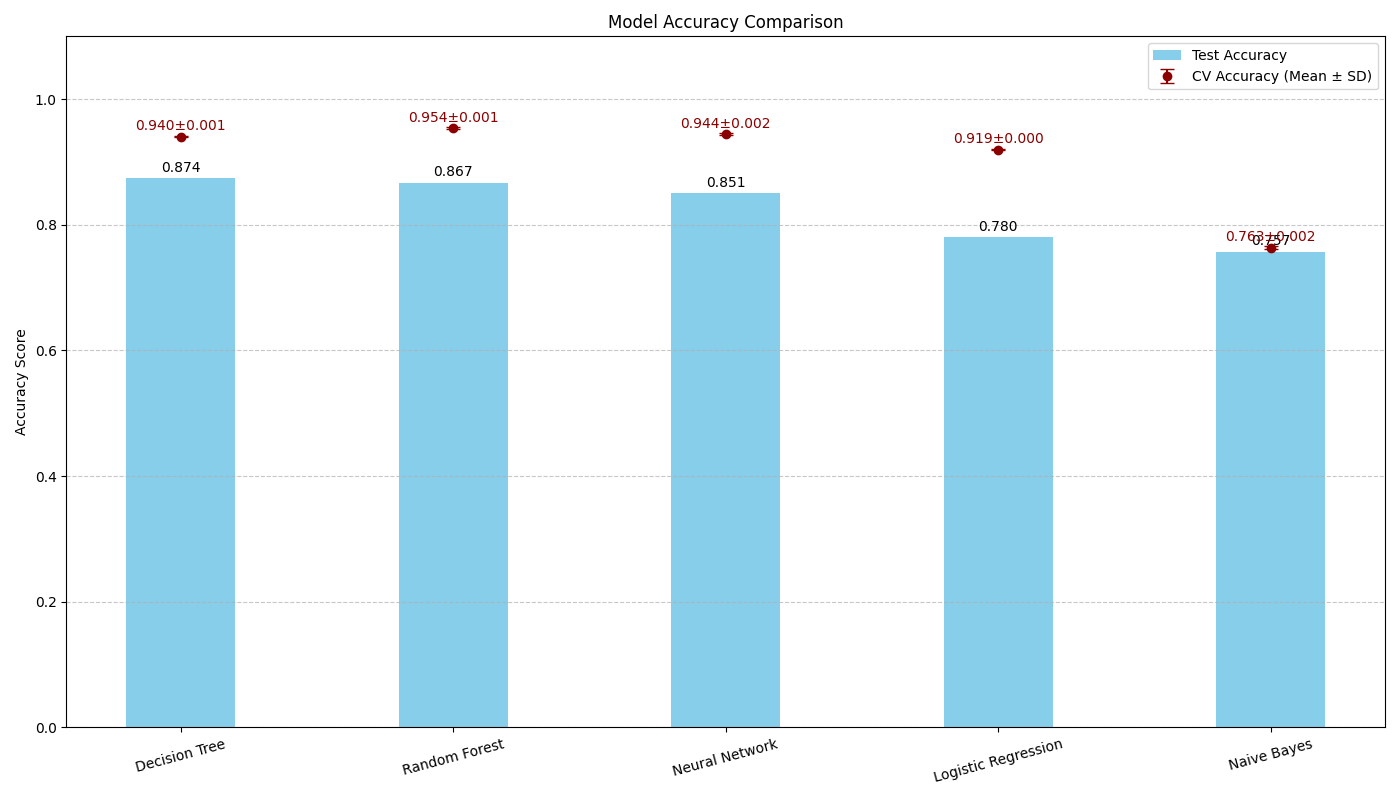 Model Accuracy Comparison
Test Accuracy
CV Accuracy (Mean ± SD)
Accuracy Score
1.0
0.8
0.6
0.4
0.2
0.0
0.940±0.001
0.954±0.001
0.944±0.002
0.919±0.000
0.763±0.002
0.874
0.867
0.851
0.780
0.757
Decision Tree
Random Forest
Neural Network
Logistic Regression
Naive Bayes